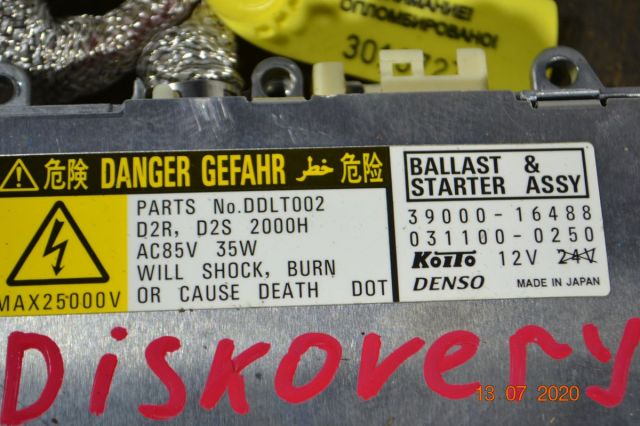 ВНИМАНИЕ!
ОПЛОМБИРОВАНО!
危険 DANGER GEFAHR خطر 危险
PARTS No.DDLT002
D2R, D2S 2000H
AC85V 35W
WILL SHOCK, BURN
OR CAUSE DEATH DOT
MAX25000V
BALLAST &
STARTER ASSY
39000-16488
031100-0250
KOITO 12V 24V
DENSO MADE IN JAPAN
Diskovery
13 07 2020